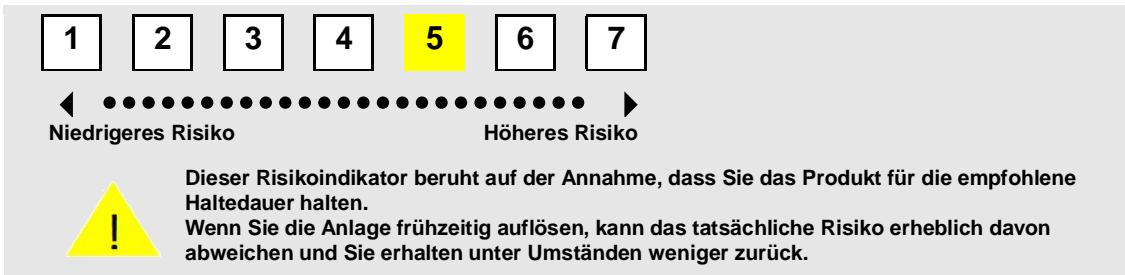 1 2 3 4 5 6 7
Niedrigeres Risiko Höheres Risiko
Dieser Risikoindikator beruht auf der Annahme, dass Sie das Produkt für die empfohlene
Haltedauer halten.
Wenn Sie die Anlage frühzeitig auflösen, kann das tatsächliche Risiko erheblich davon
abweichen und Sie erhalten unter Umständen weniger zurück.
!